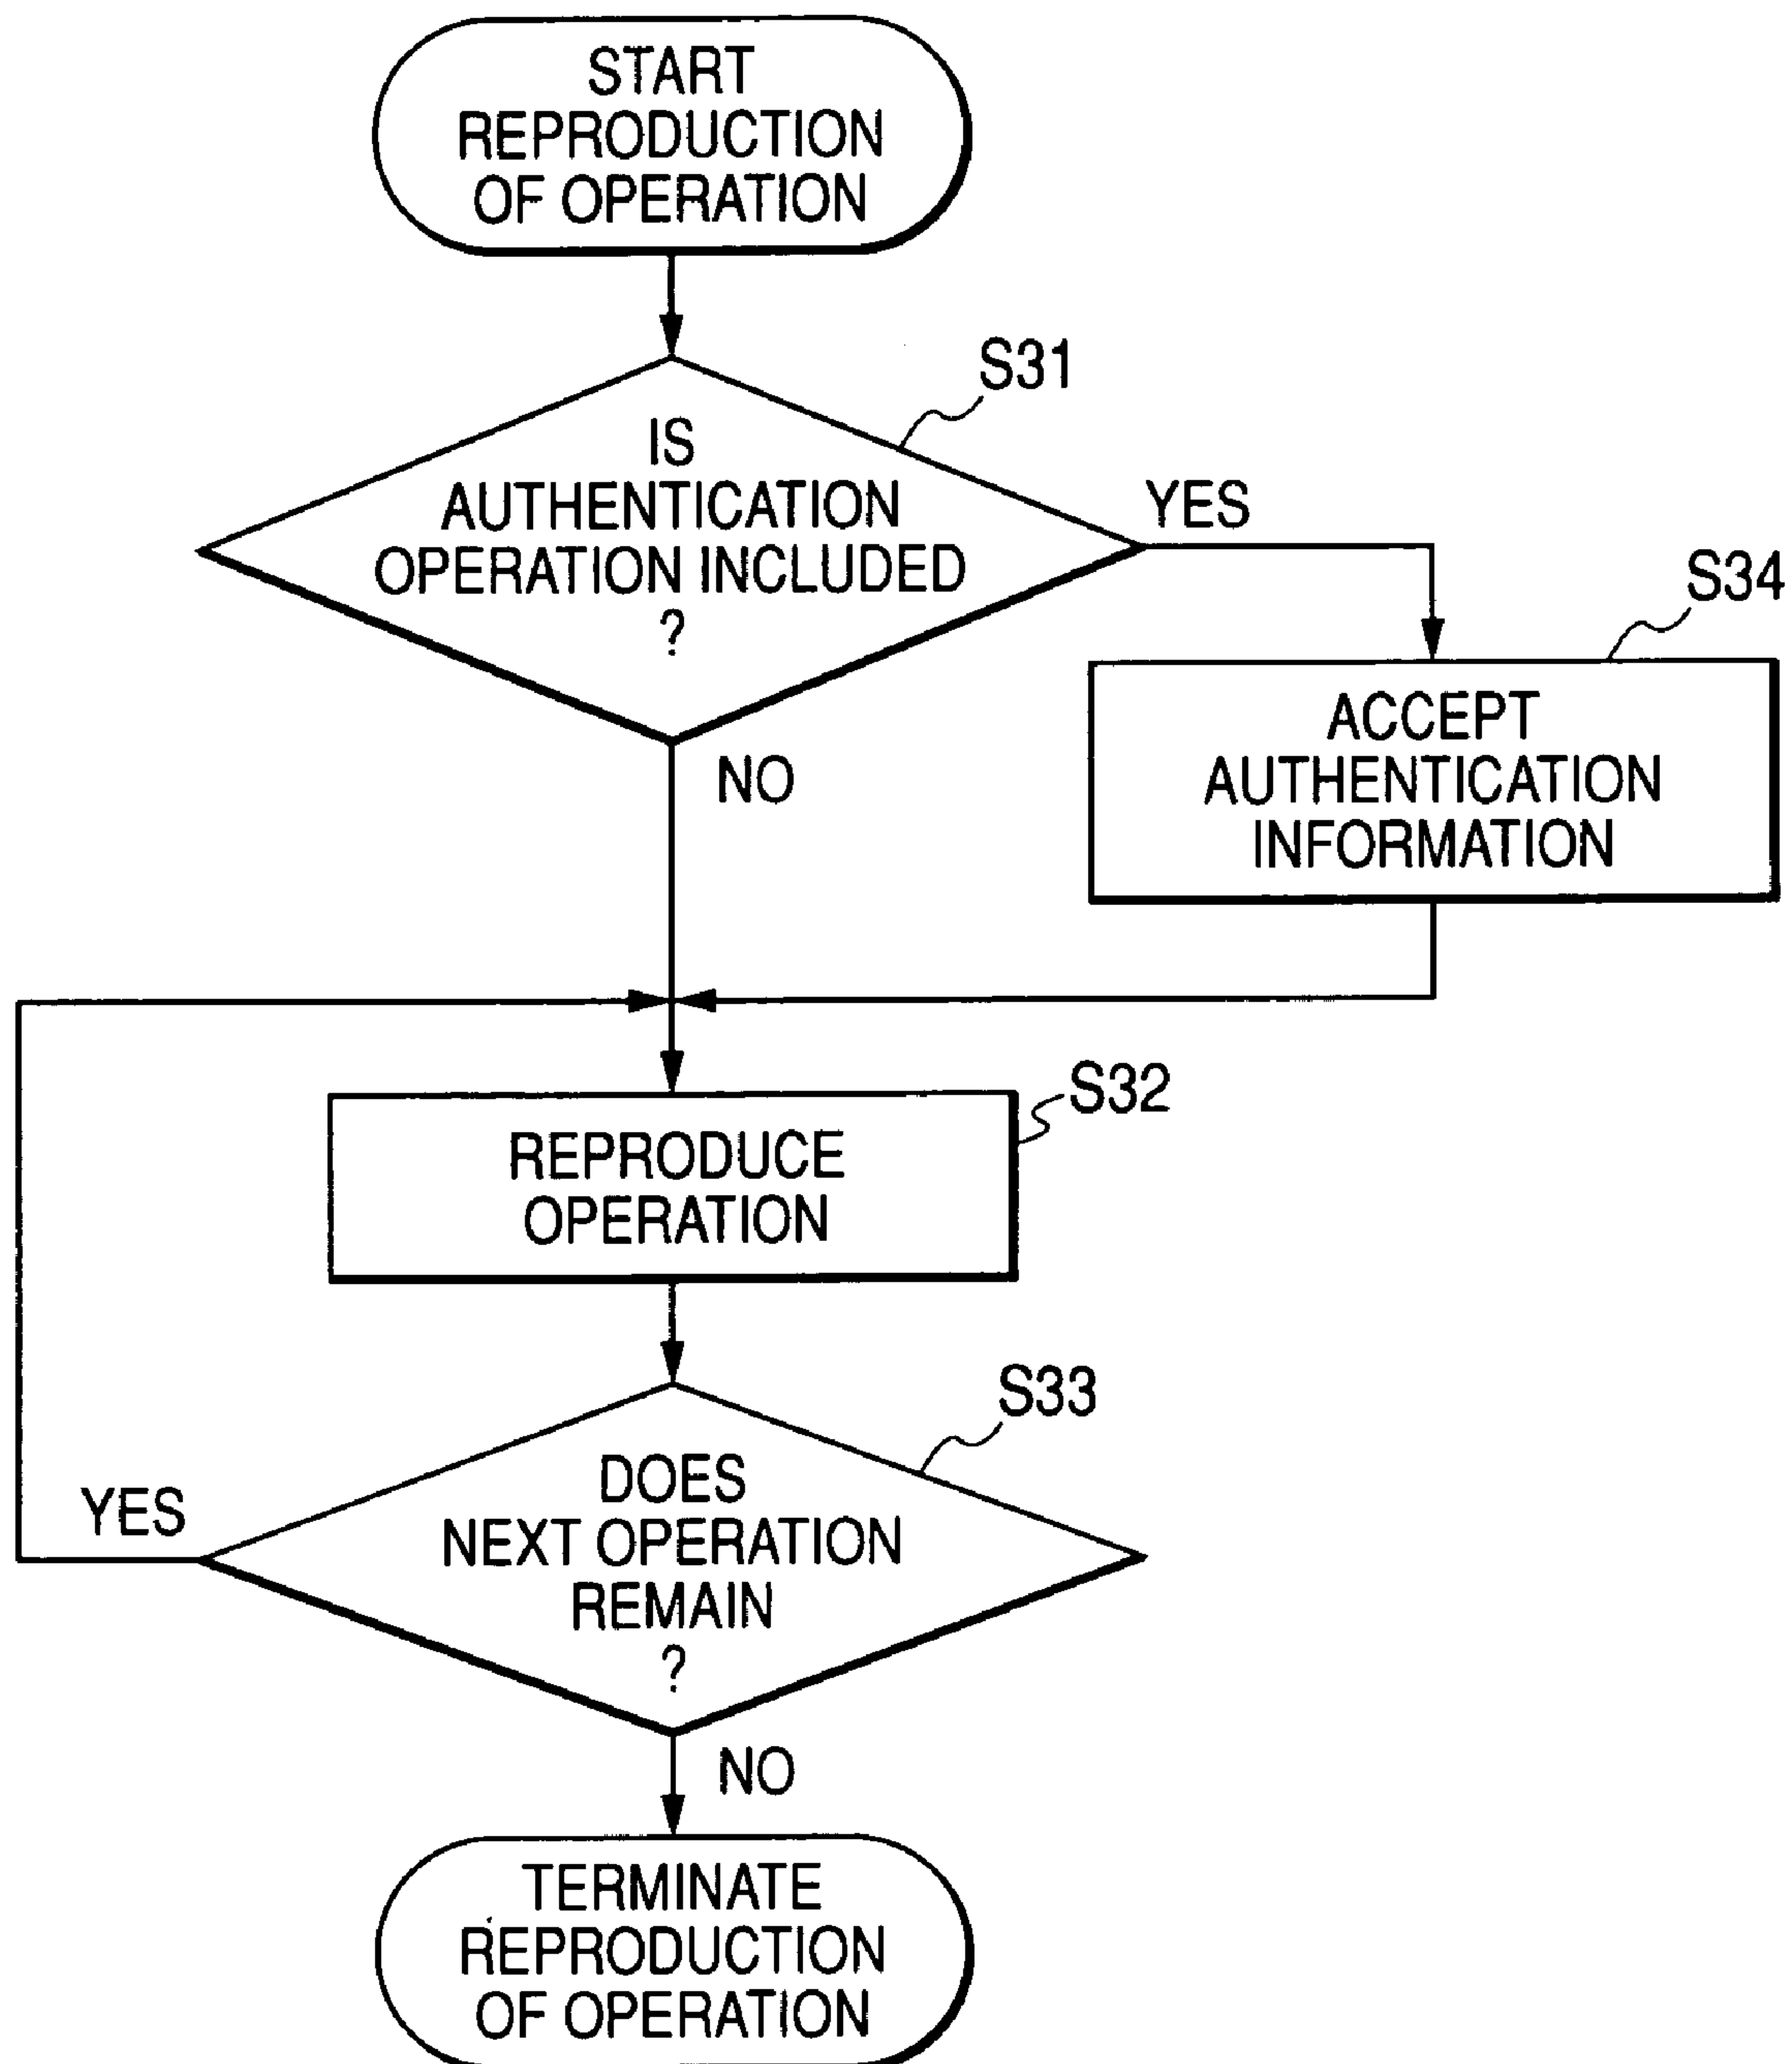 START
REPRODUCTION
OF OPERATION
S31
IS
AUTHENTICATION
OPERATION INCLUDED
?
YES
S34
ACCEPT
AUTHENTICATION
INFORMATION
NO
S32
REPRODUCE
OPERATION
S33
DOES
NEXT OPERATION
REMAIN
?
YES
NO
TERMINATE
REPRODUCTION
OF OPERATION